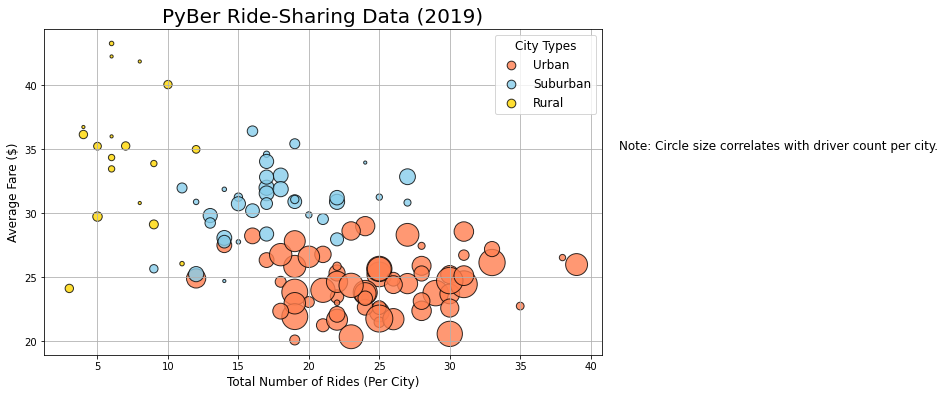 PyBer Ride-Sharing Data (2019)
City Types
Urban
Suburban
Rural
Note: Circle size correlates with driver count per city.
Average Fare ($)
40
35
30
25
20
5 10 15 20 25 30 35 40
Total Number of Rides (Per City)